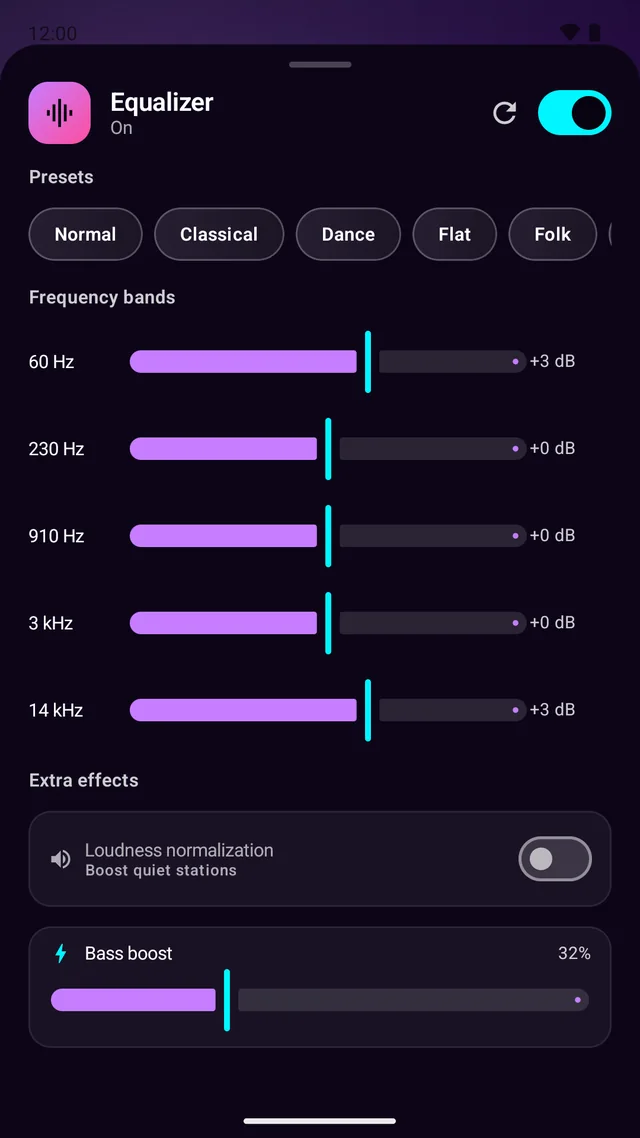 12:00
Equalizer
On
Presets
Normal Classical Dance Flat Folk
Frequency bands
60 Hz +3 dB
230 Hz +0 dB
910 Hz +0 dB
3 kHz +0 dB
14 kHz +3 dB
Extra effects
Loudness normalization
Boost quiet stations
Bass boost 32%